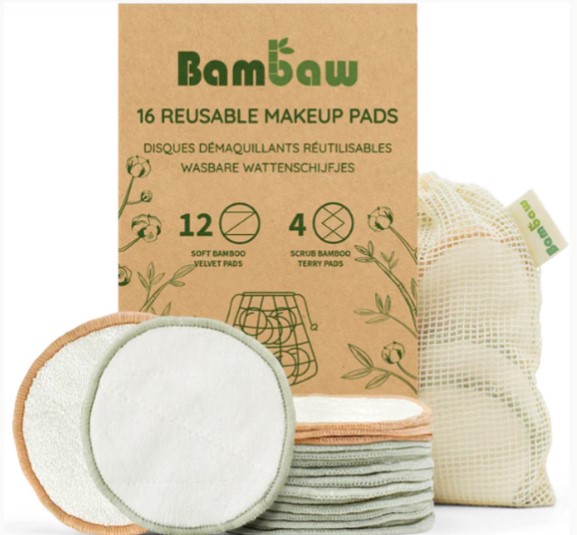 Bambaw
16 REUSABLE MAKEUP PADS
DISQUES DÉMAQUILLANTS RÉUTILISABLES
WASBARE WATTENSCHIJFJES
12
4
SOFT BAMBOO
VELVET PADS
SCRUB BAMBOO
TERRY PADS
Bambaw